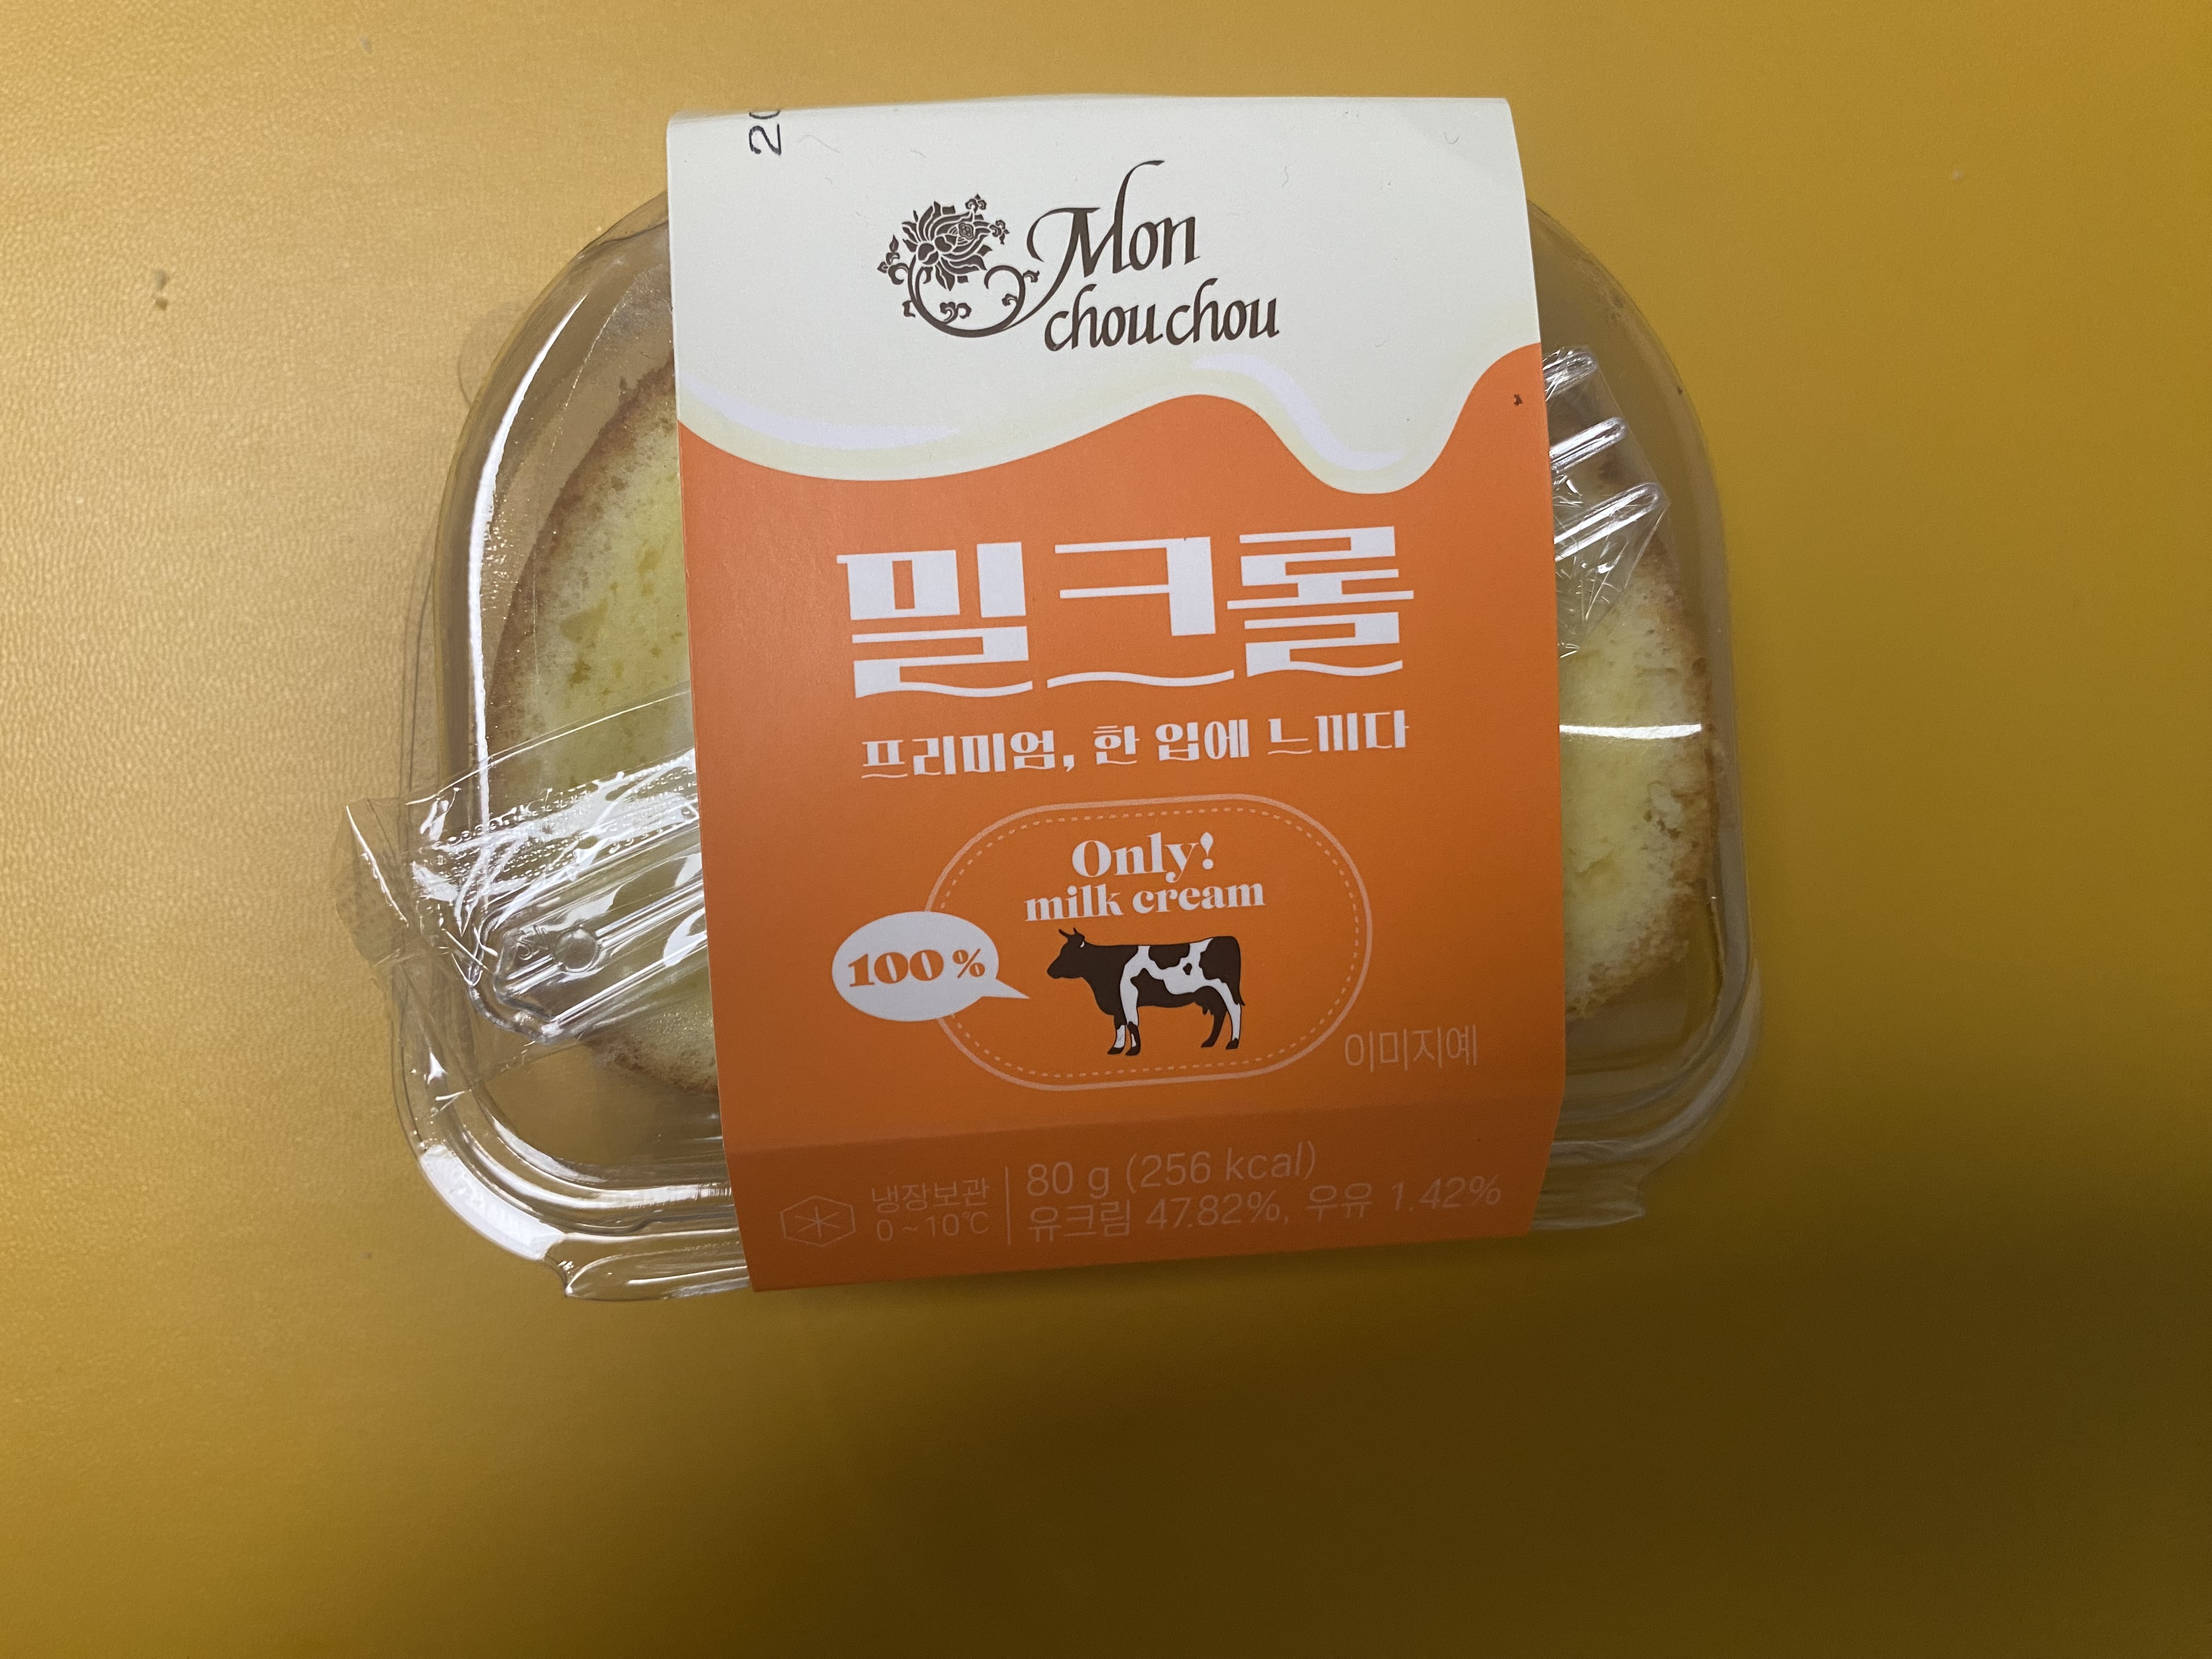 20
Mon
chouchou
밀크롤
프리미엄, 한 입에 느끼다
Only!
milk cream
100 %
이미지예
냉장보관
0~10℃
80 g (256 kcal)
유크림 47.82%, 우유 1.42%